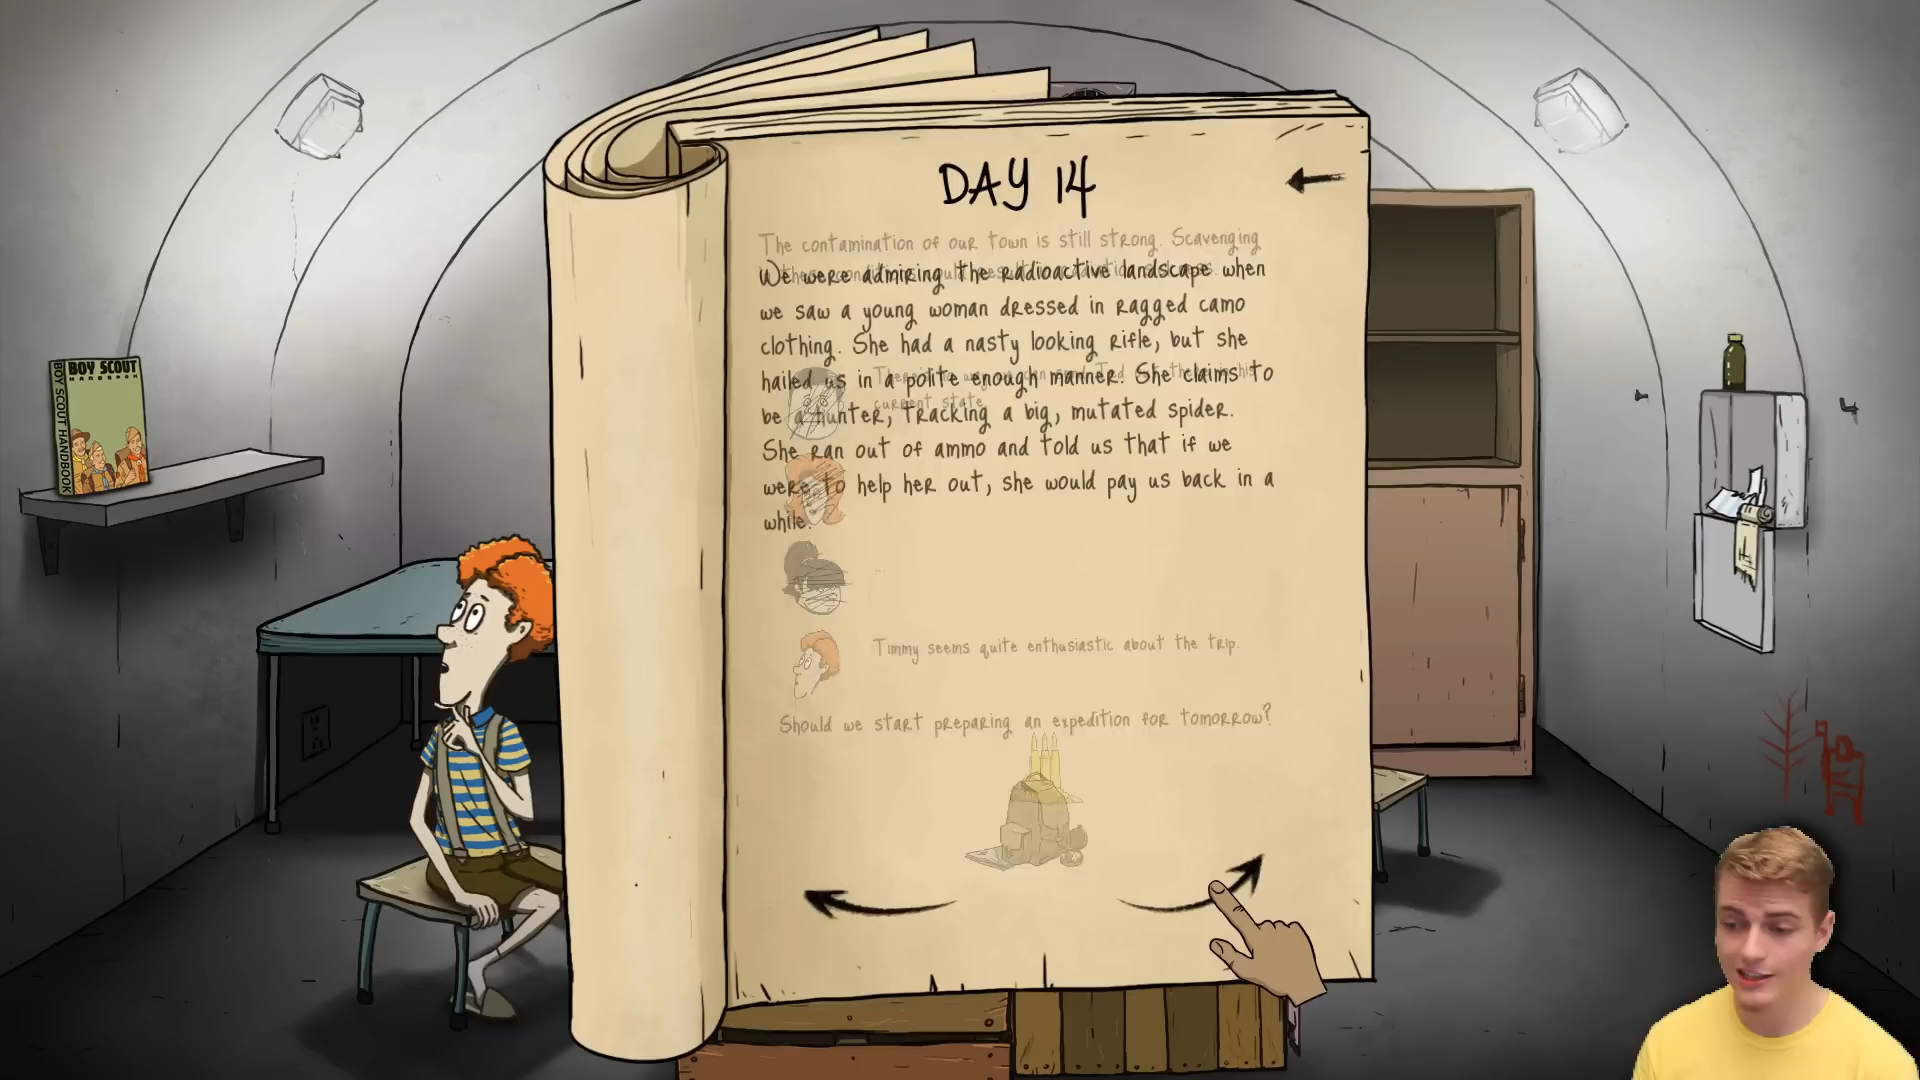 BOY SCOUT
HANDBOOK
BOY SCOUT HANDBOOK
DAY 14
The contamination of our town is still strong. Scavenging
We were admiring the radioactive landscape when
we saw a young woman dressed in ragged camo
clothing. She had a nasty looking rifle, but she
hailed us in a polite enough manner. She claims to
be a hunter, tracking a big, mutated spider.
current state
She ran out of ammo and told us that if we
were to help her out, she would pay us back in a
while.
...
Timmy seems quite enthusiastic about the trip.
Should we start preparing an expedition for tomorrow?